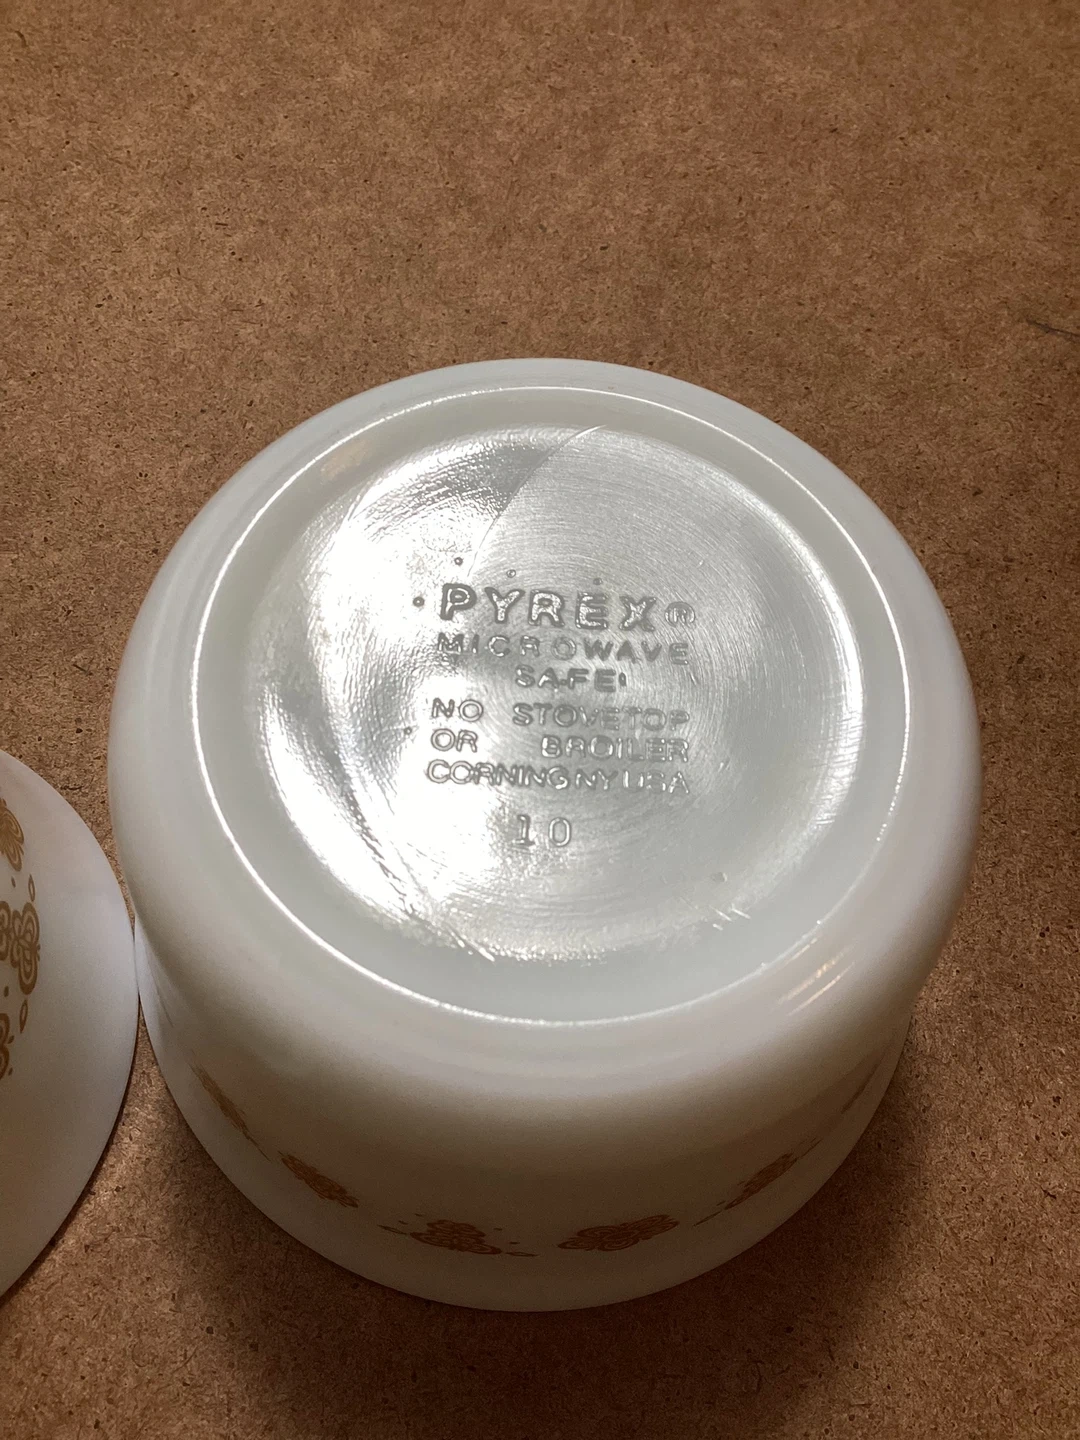 PYREX®
MICROWAVE
SAFE!
NO STOVETOP
OR BROILER
CORNING NY USA
10